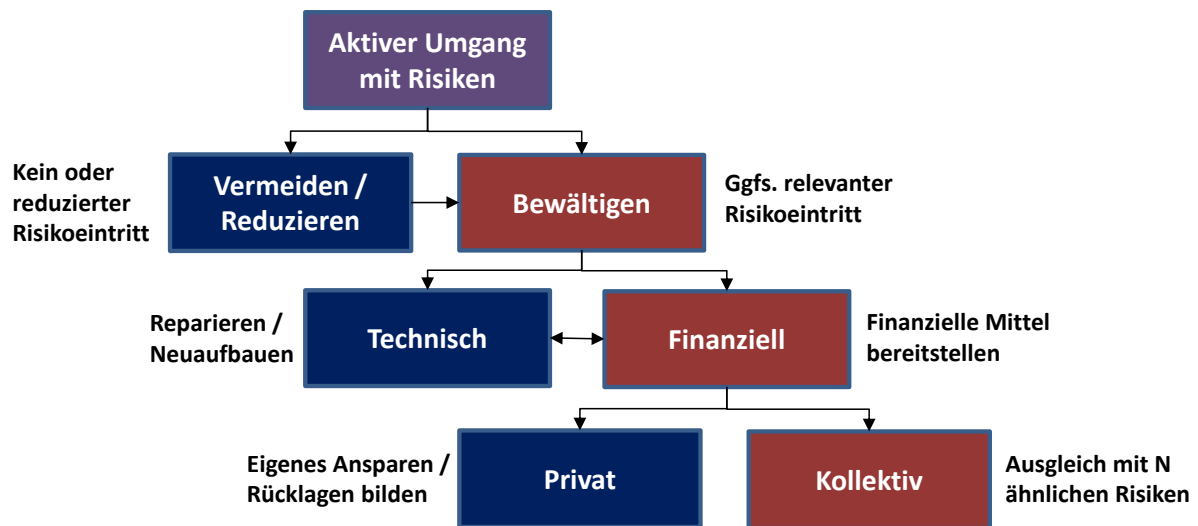 Aktiver Umgang
mit Risiken
Kein oder
reduzierter
Risikoeintritt
Vermeiden /
Reduzieren
Bewältigen
Ggfs. relevanter
Risikoeintritt
Reparieren /
Neuaufbauen
Technisch
Finanziell
Finanzielle Mittel
bereitstellen
Eigenes Ansparen /
Rücklagen bilden
Privat
Kollektiv
Ausgleich mit N
ähnlichen Risiken